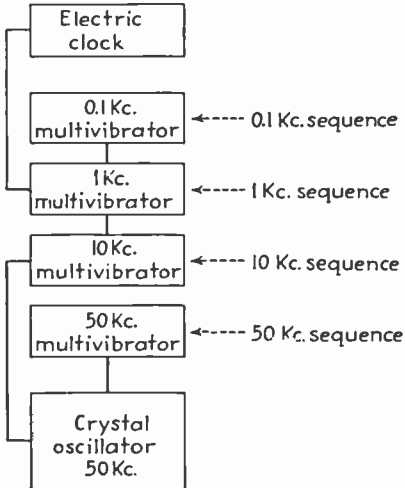 Electric
clock
0.1 Kc.
multivibrator
0.1 Kc. sequence
1 Kc.
multivibrator
1 Kc. sequence
10 Kc.
multivibrator
10 Kc. sequence
50 Kc.
multivibrator
50 Kc. sequence
Crystal
oscillator
50 Kc.